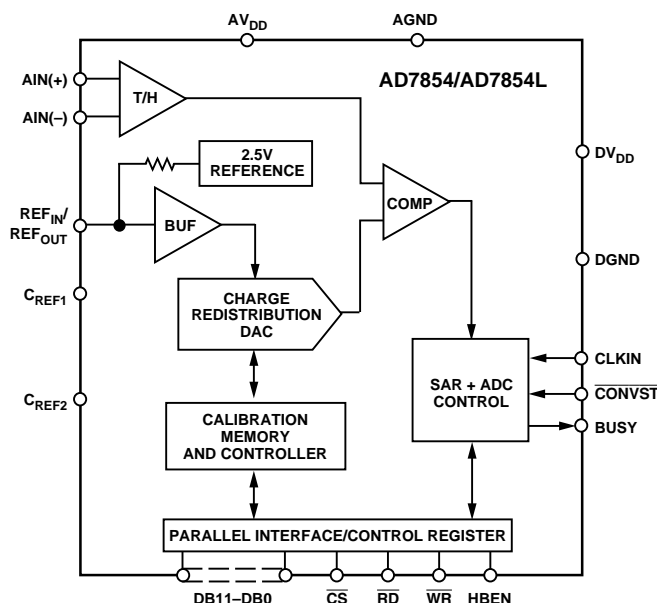 AVDD
AGND
AD7854/AD7854L
AIN(+)
AIN(–)
T/H
2.5V
REFERENCE
DVDD
REFIN/
REFOUT
BUF
COMP
DGND
CREF1
CHARGE
REDISTRIBUTION
DAC
CLKIN
SAR + ADC
CONTROL
CONVST
BUSY
CREF2
CALIBRATION
MEMORY
AND CONTROLLER
PARALLEL INTERFACE/CONTROL REGISTER
DB11–DB0
CS
RD
WR
HBEN